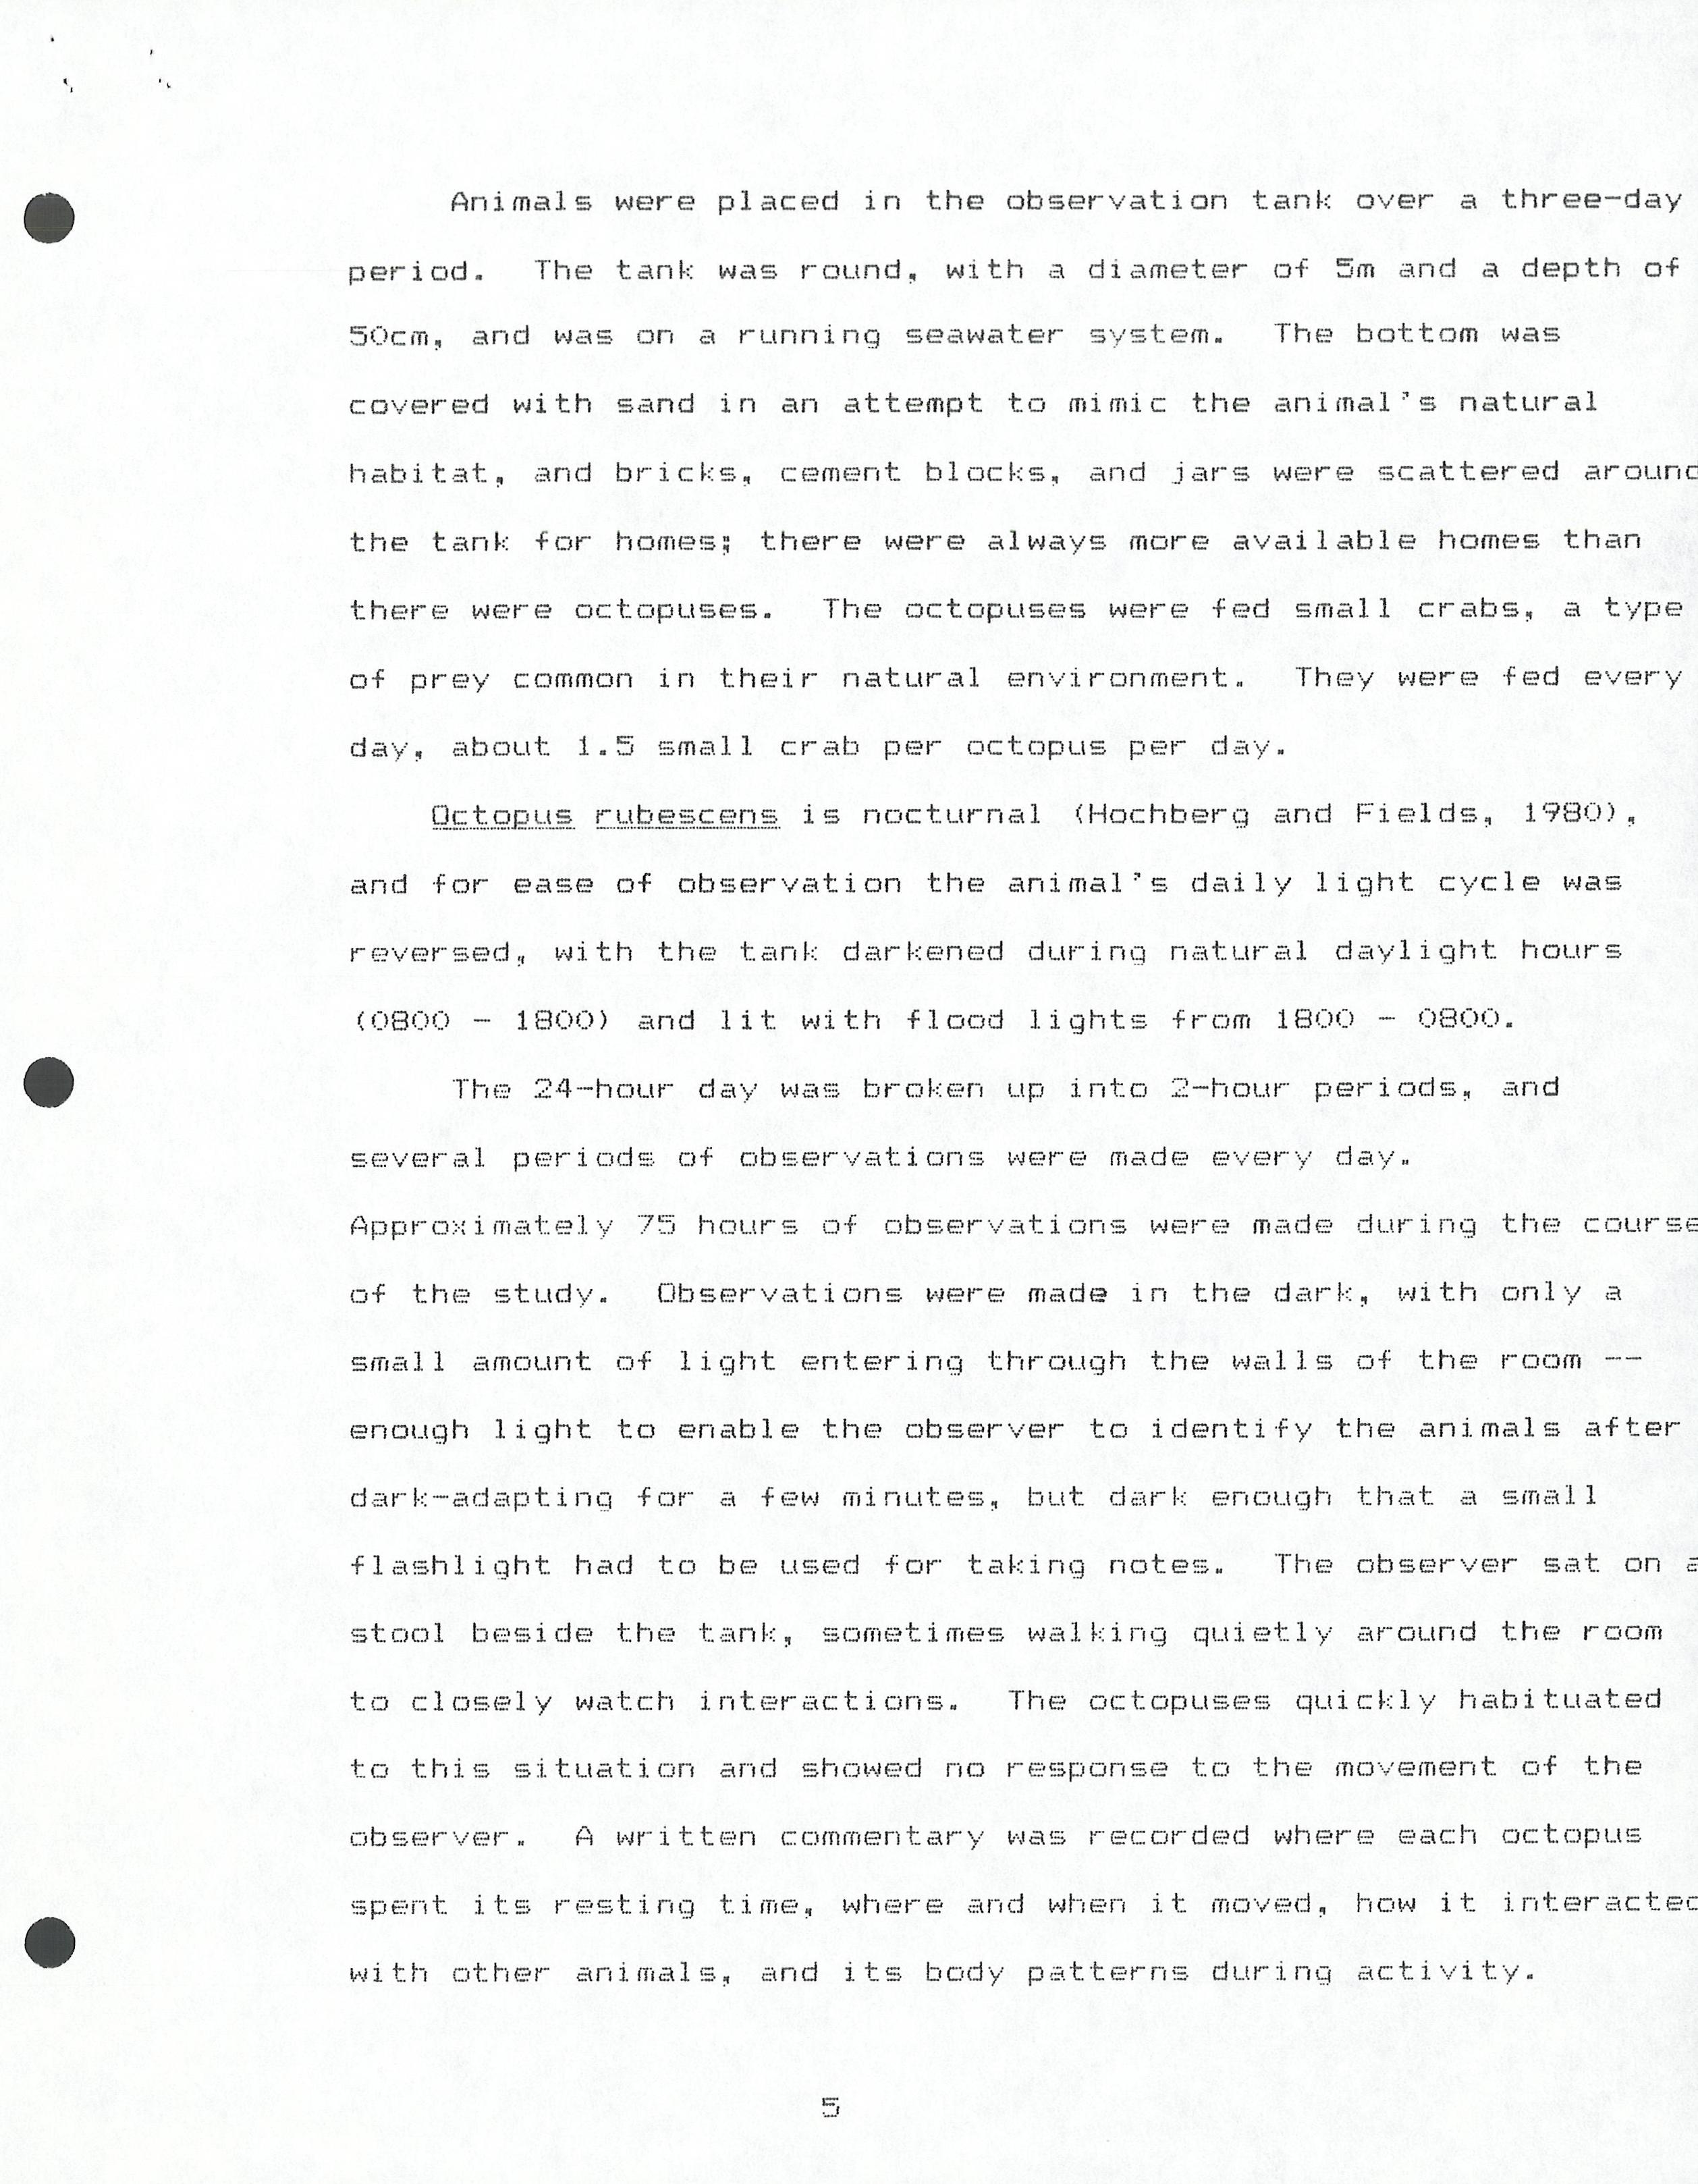 Animals were placed in the observation tank over a three-day
period.  The tank was round, with a diameter of 5m and a depth of
50cm, and was on a running seawater system.  The bottom was
covered with sand in an attempt to mimic the animal's natural
habitat, and bricks, cement blocks, and jars were scattered around
the tank for homes; there were always more available homes than
there were octopuses.  The octopuses were fed small crabs, a type
of prey common in their natural environment.  They were fed every
day, about 1.5 small crab per octopus per day.
Octopus rubescens is nocturnal (Hochberg and Fields, 1980),
and for ease of observation the animal's daily light cycle was
reversed, with the tank darkened during natural daylight hours
(0800 - 1800) and lit with flood lights from 1800 - 0800.
The 24-hour day was broken up into 2-hour periods, and
several periods of observations were made every day.
Approximately 75 hours of observations were made during the course
of the study.  Observations were made in the dark, with only a
small amount of light entering through the walls of the room --
enough light to enable the observer to identify the animals after
dark-adapting for a few minutes, but dark enough that a small
flashlight had to be used for taking notes.  The observer sat on a
stool beside the tank, sometimes walking quietly around the room
to closely watch interactions.  The octopuses quickly habituated
to this situation and showed no response to the movement of the
observer.  A written commentary was recorded where each octopus
spent its resting time, where and when it moved, how it interacted
with other animals, and its body patterns during activity.
5